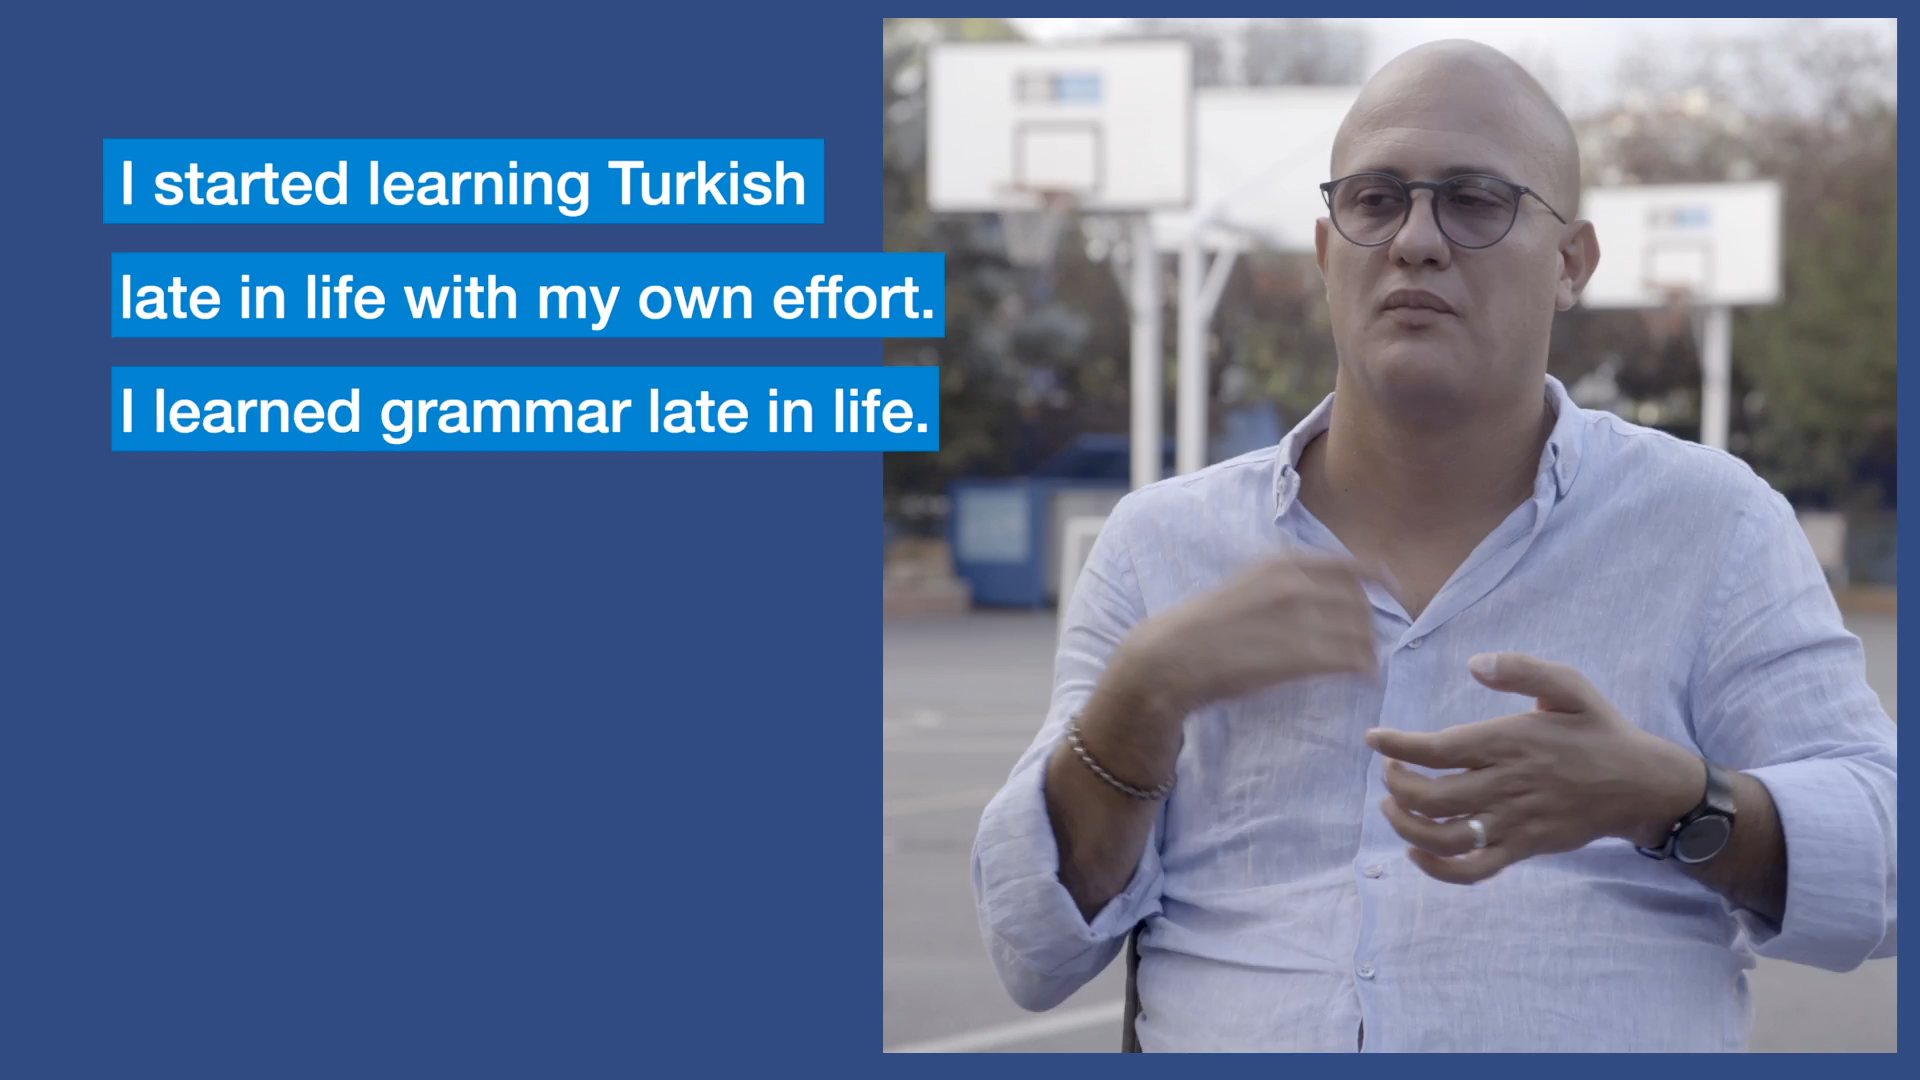 I started learning Turkish
late in life with my own effort.
I learned grammar late in life.